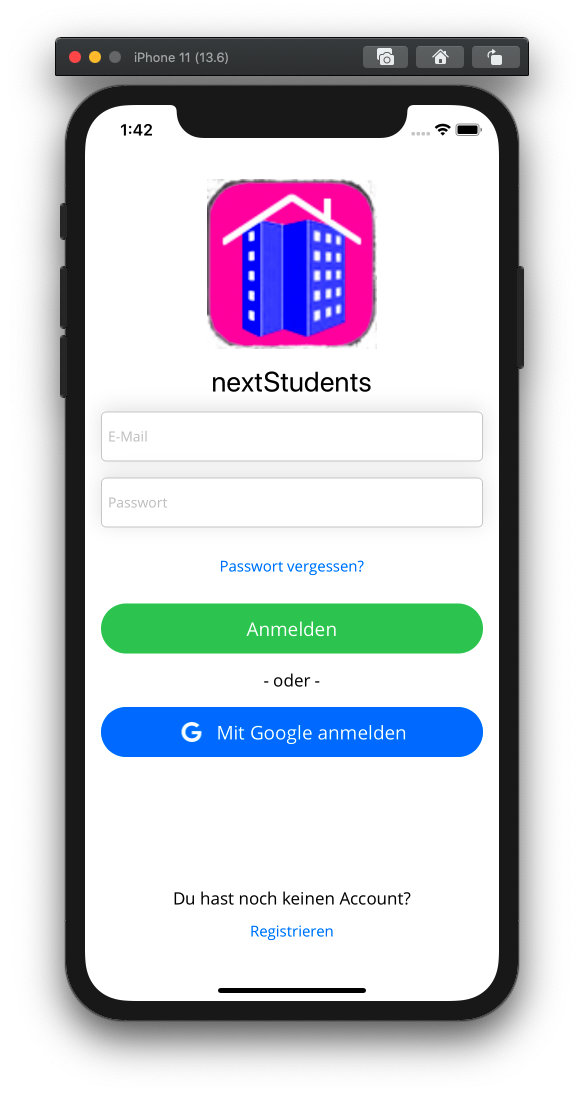 iPhone 11 (13.6)
1:42
nextStudents
E-Mail
Passwort
Passwort vergessen?
Anmelden
- oder -
G Mit Google anmelden
Du hast noch keinen Account?
Registrieren